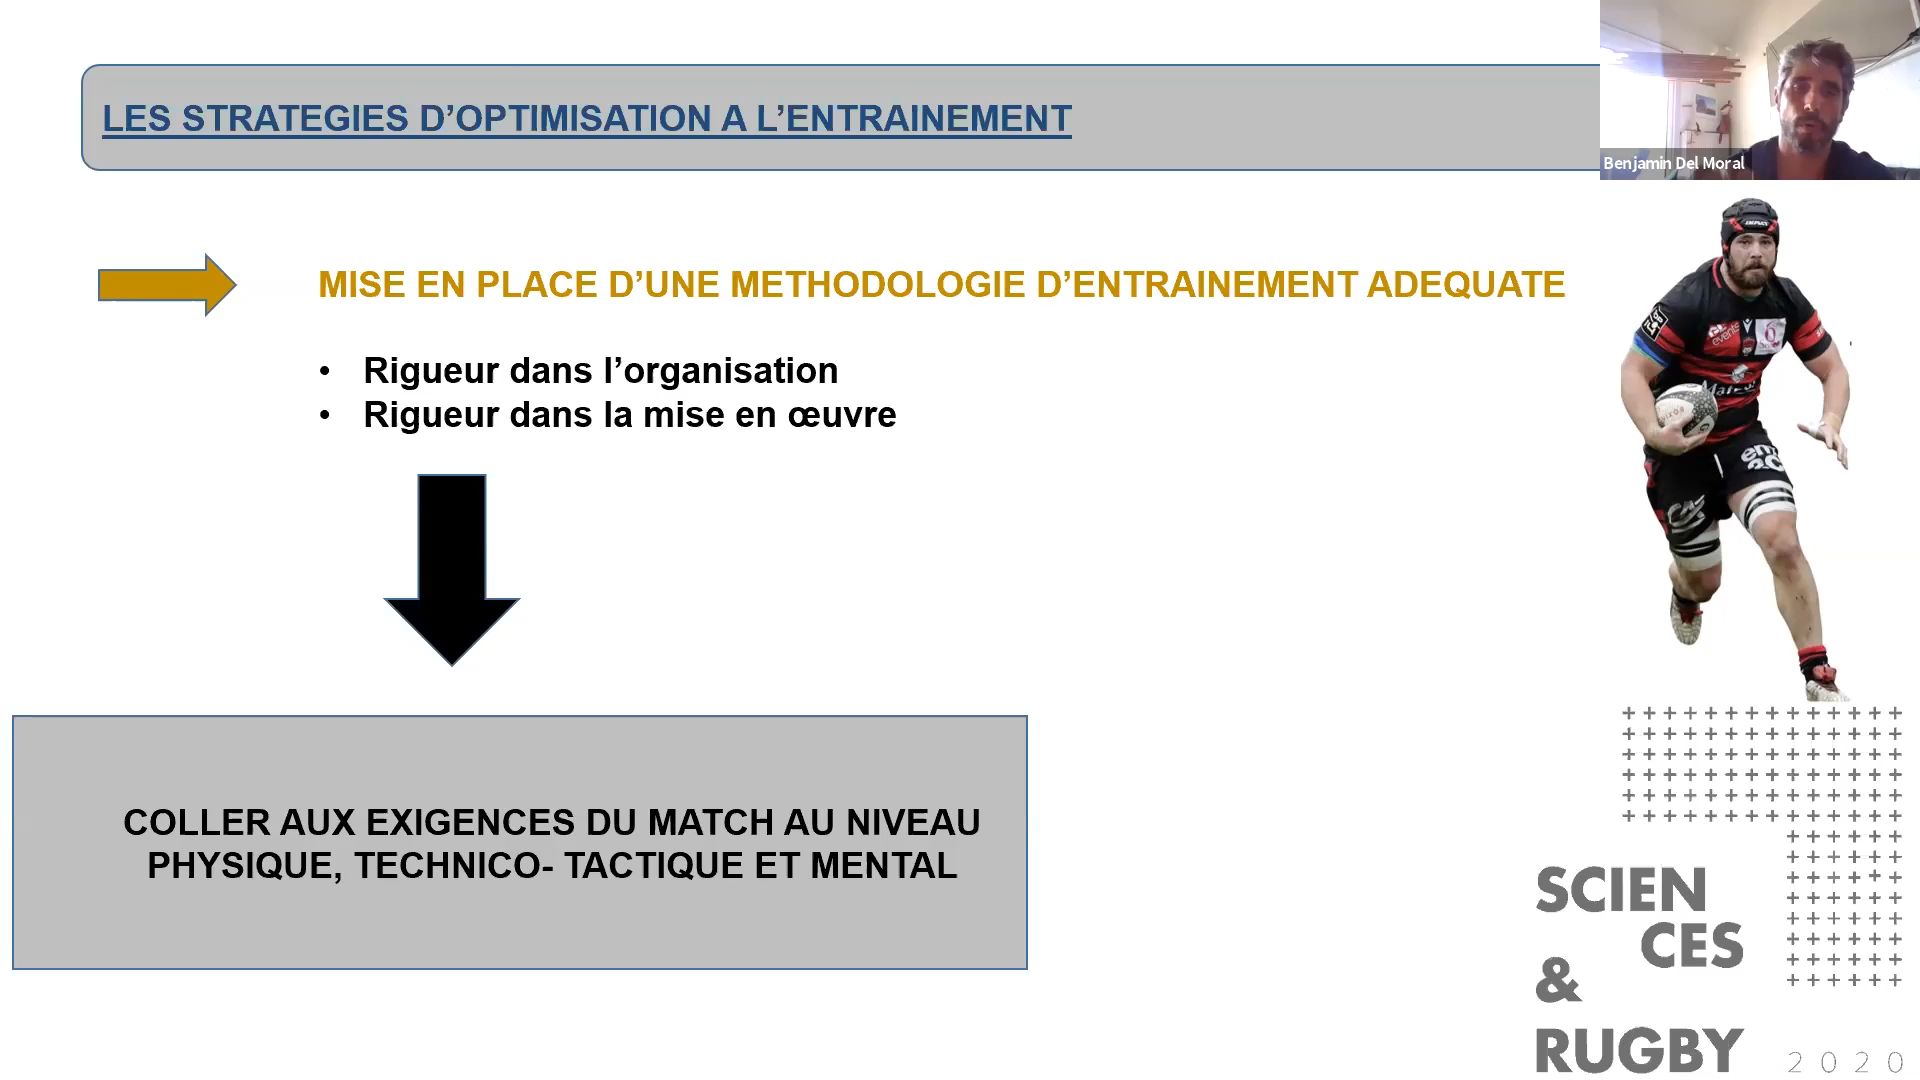 LES STRATEGIES D’OPTIMISATION A L’ENTRAINEMENT
Benjamin Del Moral
MISE EN PLACE D’UNE METHODOLOGIE D’ENTRAINEMENT ADEQUATE
• Rigueur dans l’organisation
• Rigueur dans la mise en œuvre
COLLER AUX EXIGENCES DU MATCH AU NIVEAU
PHYSIQUE, TECHNICO- TACTIQUE ET MENTAL
SCIEN
CES
&
RUGBY
2020